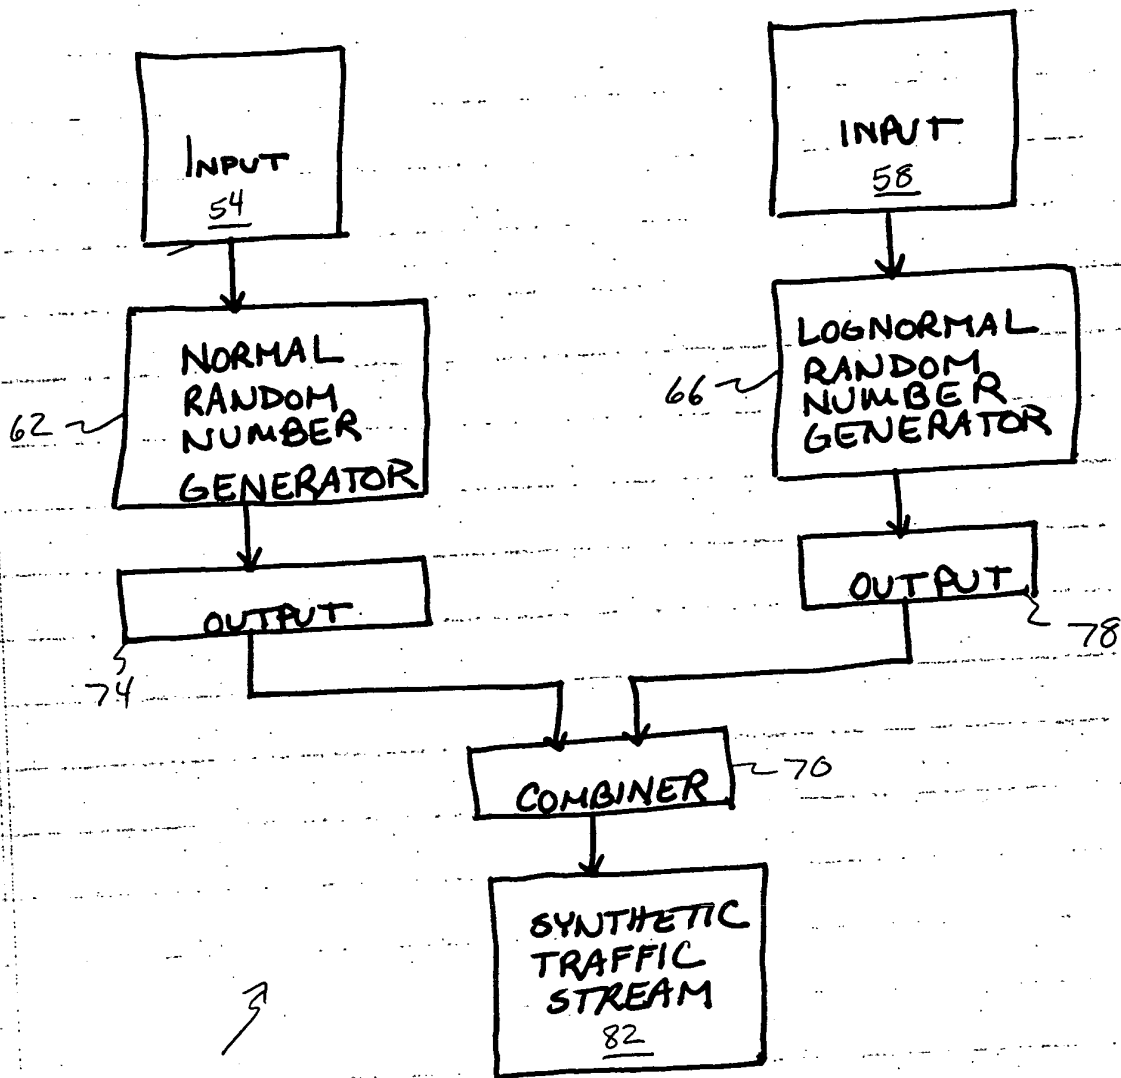 INPUT
54
INPUT
58
NORMAL
RANDOM
NUMBER
GENERATOR
62
LOGNORMAL
RANDOM
NUMBER
GENERATOR
66
OUTPUT
74
OUTPUT
78
COMBINER
70
SYNTHETIC
TRAFFIC
STREAM
82